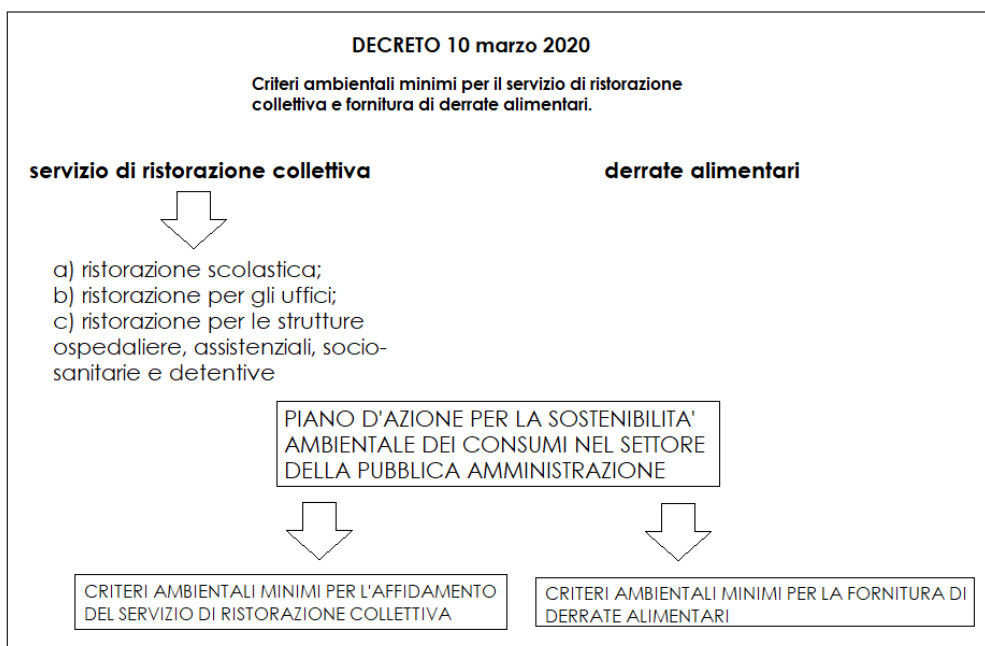 DECRETO 10 marzo 2020
Criteri ambientali minimi per il servizio di ristorazione
collettiva e fornitura di derrate alimentari.
servizio di ristorazione collettiva
derrate alimentari
a) ristorazione scolastica;
b) ristorazione per gli uffici;
c) ristorazione per le strutture
ospedaliere, assistenziali, socio-
sanitarie e detentive
PIANO D'AZIONE PER LA SOSTENIBILITA'
AMBIENTALE DEI CONSUMI NEL SETTORE
DELLA PUBBLICA AMMINISTRAZIONE
CRITERI AMBIENTALI MINIMI PER L'AFFIDAMENTO
DEL SERVIZIO DI RISTORAZIONE COLLETTIVA
CRITERI AMBIENTALI MINIMI PER LA FORNITURA DI
DERRATE ALIMENTARI